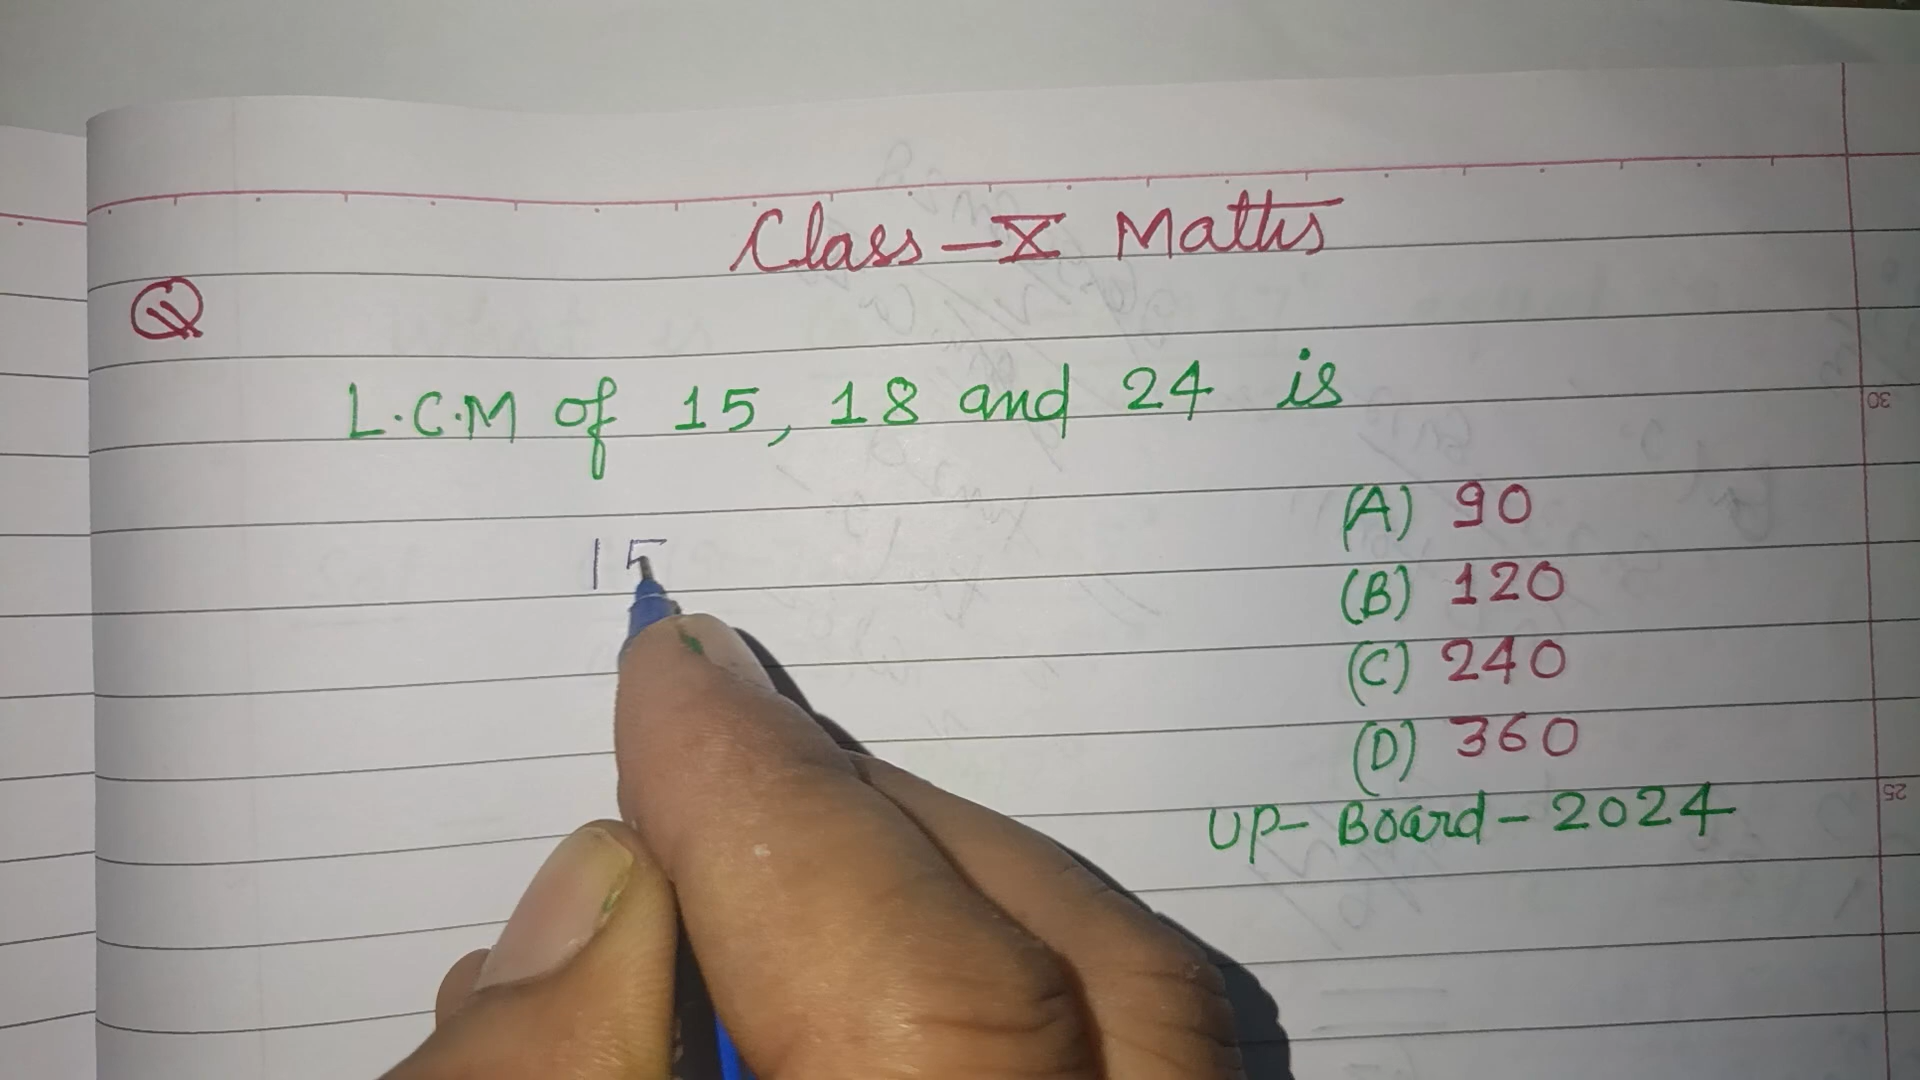 Class-X Maths
Q
L.C.M of 15, 18 and 24 is
15
(A) 90
(B) 120
(C) 240
(D) 360
UP-Board-2024
30
25